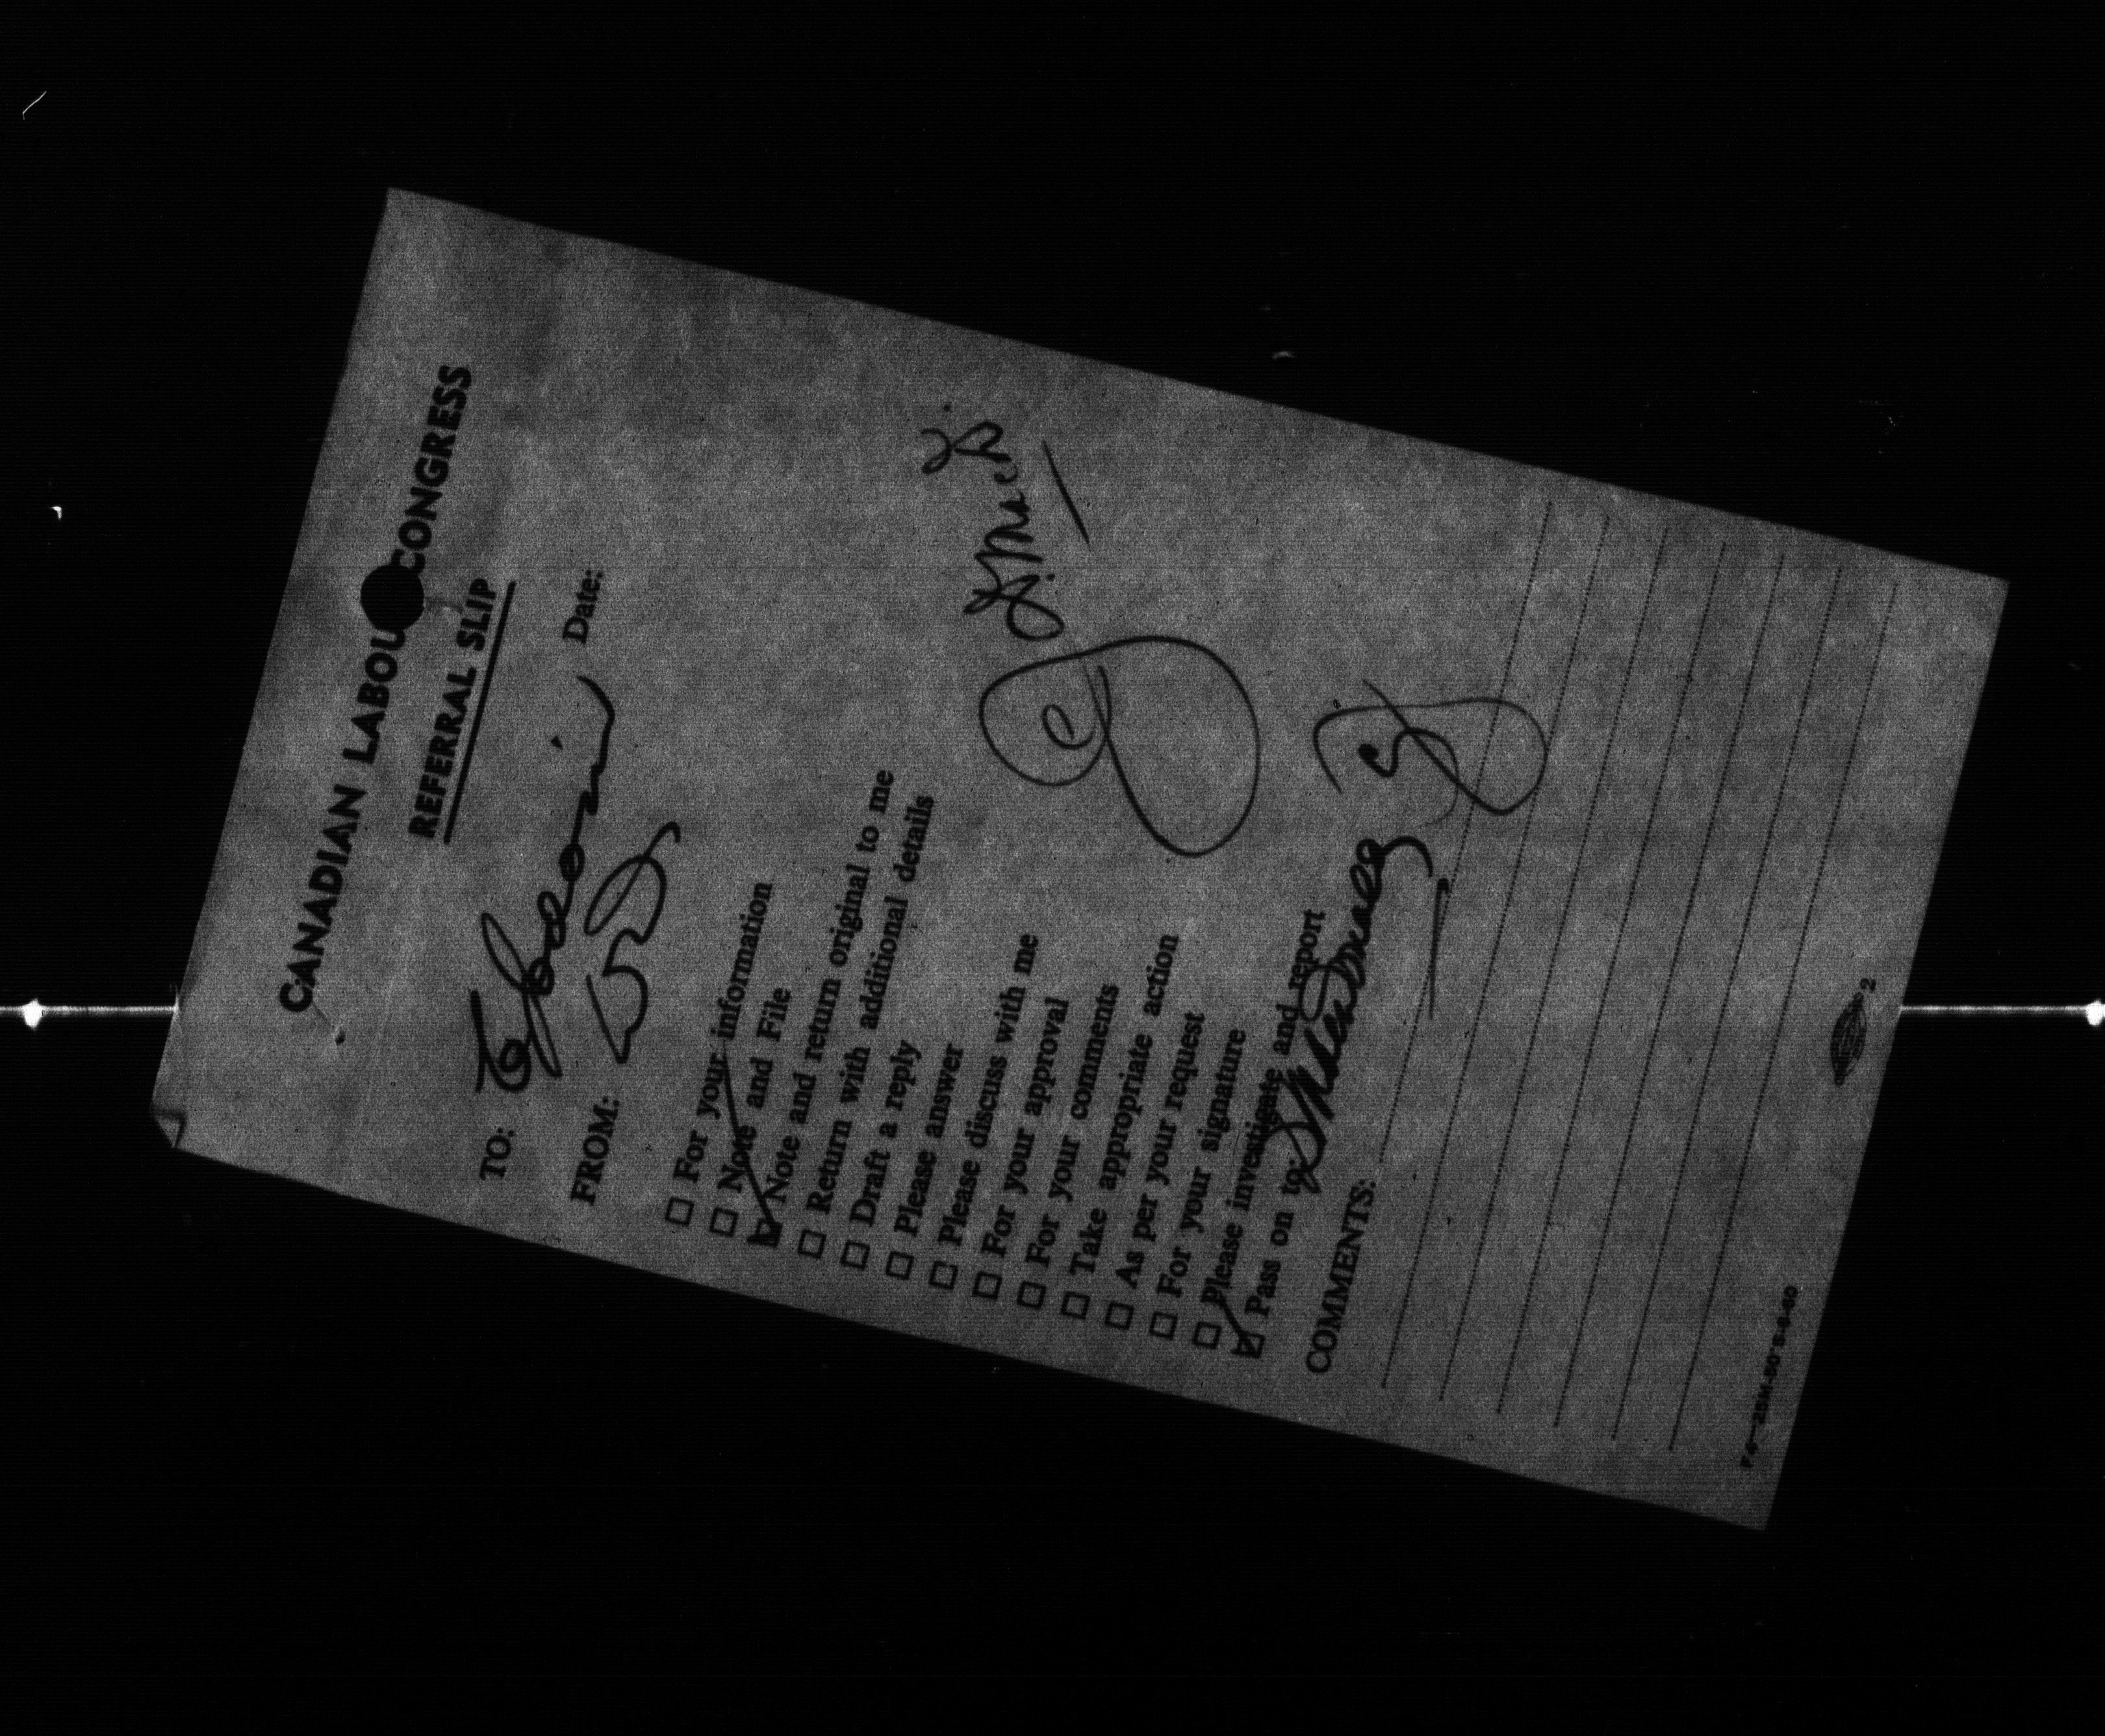 CANADIAN LABOUR CONGRESS
REFERRAL SLIP
TO:
Date:
FROM:
For your information
Note and File
Note and return original to me
Return with additional details
Draft a reply
Please answer
Please discuss with me
For your approval
For your comments
Take appropriate action
As per your request
For your signature
Please investigate and report
Pass on to:
COMMENTS:
2